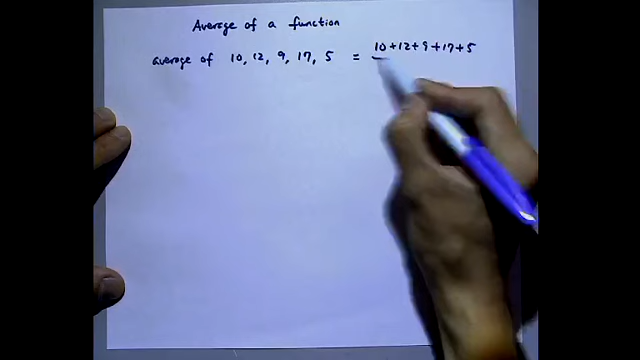 Average of a function
average of 10, 12, 9, 17, 5 = 10+12+9+17+5